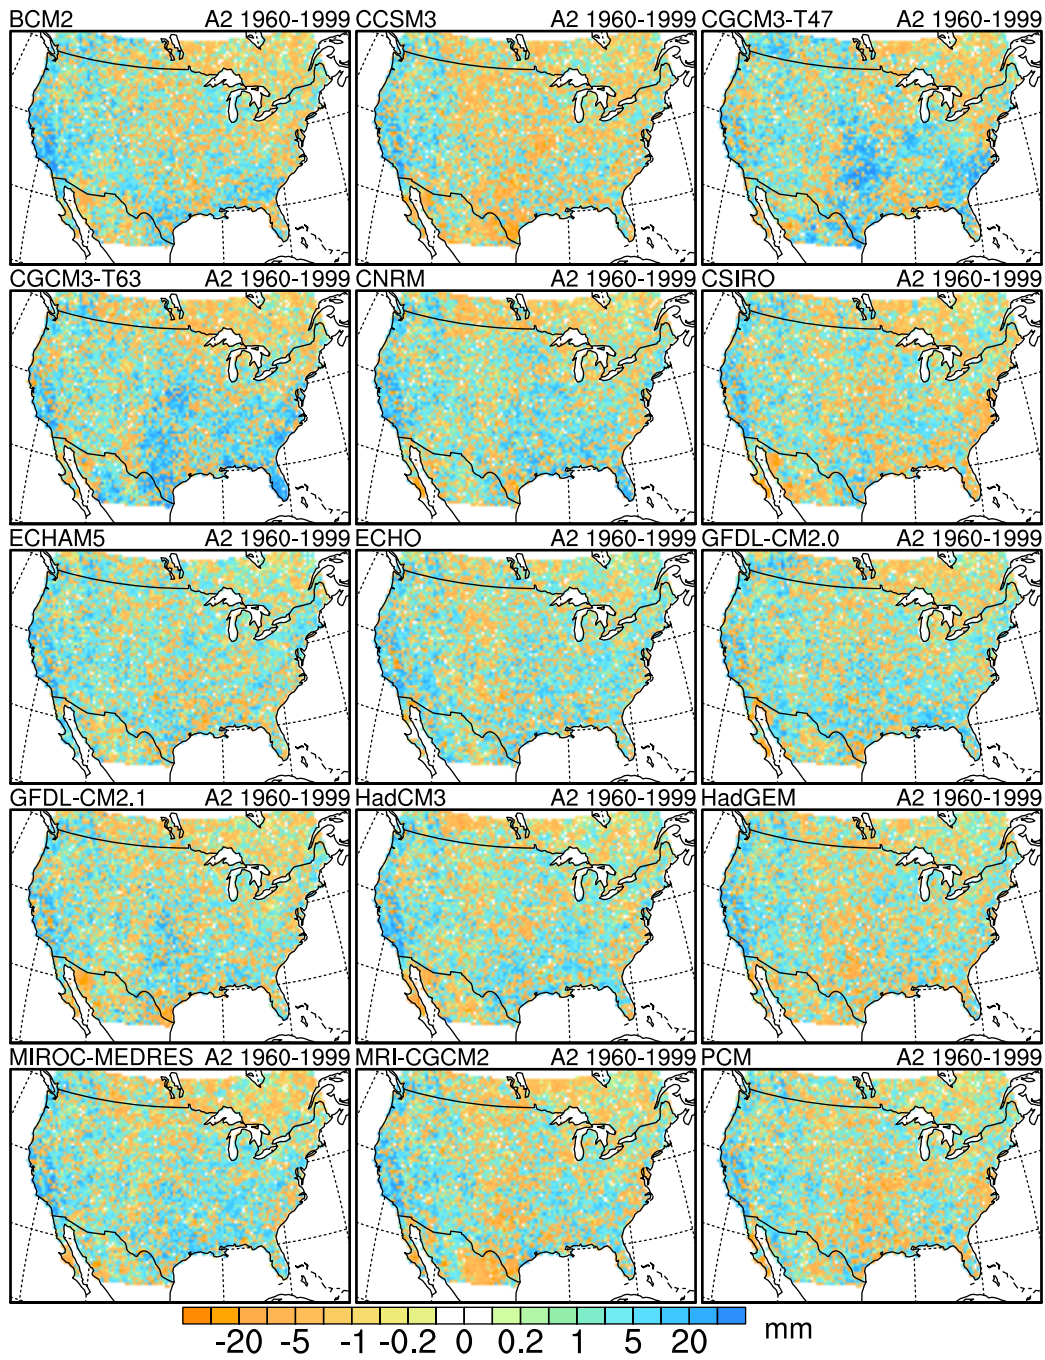 BCM2 A2 1960-1999 CCSM3 A2 1960-1999 CGCM3-T47 A2 1960-1999
CGCM3-T63 A2 1960-1999 CNRM A2 1960-1999 CSIRO A2 1960-1999
ECHAM5 A2 1960-1999 ECHO A2 1960-1999 GFDL-CM2.0 A2 1960-1999
GFDL-CM2.1 A2 1960-1999 HadCM3 A2 1960-1999 HadGEM A2 1960-1999
MIROC-MEDRES A2 1960-1999 MRI-CGCM2 A2 1960-1999 PCM A2 1960-1999
-20 -5 -1 -0.2 0 0.2 1 5 20 mm